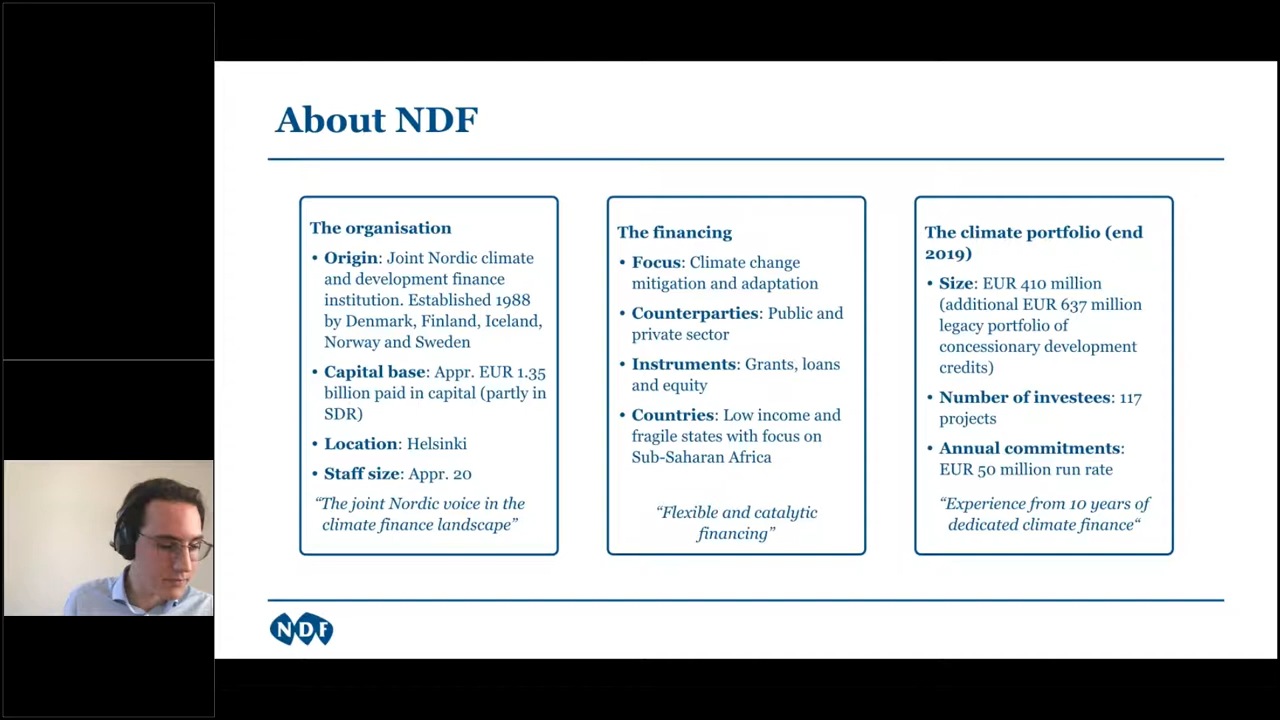 About NDF
The organisation
• Origin: Joint Nordic climate
and development finance
institution. Established 1988
by Denmark, Finland, Iceland,
Norway and Sweden
• Capital base: Appr. EUR 1.35
billion paid in capital (partly in
SDR)
• Location: Helsinki
• Staff size: Appr. 20
“The joint Nordic voice in the
climate finance landscape”
The financing
• Focus: Climate change
mitigation and adaptation
• Counterparties: Public and
private sector
• Instruments: Grants, loans
and equity
• Countries: Low income and
fragile states with focus on
Sub-Saharan Africa
“Flexible and catalytic
financing”
The climate portfolio (end
2019)
• Size: EUR 410 million
(additional EUR 637 million
legacy portfolio of
concessionary development
credits)
• Number of investees: 117
projects
• Annual commitments:
EUR 50 million run rate
“Experience from 10 years of
dedicated climate finance“
NDF